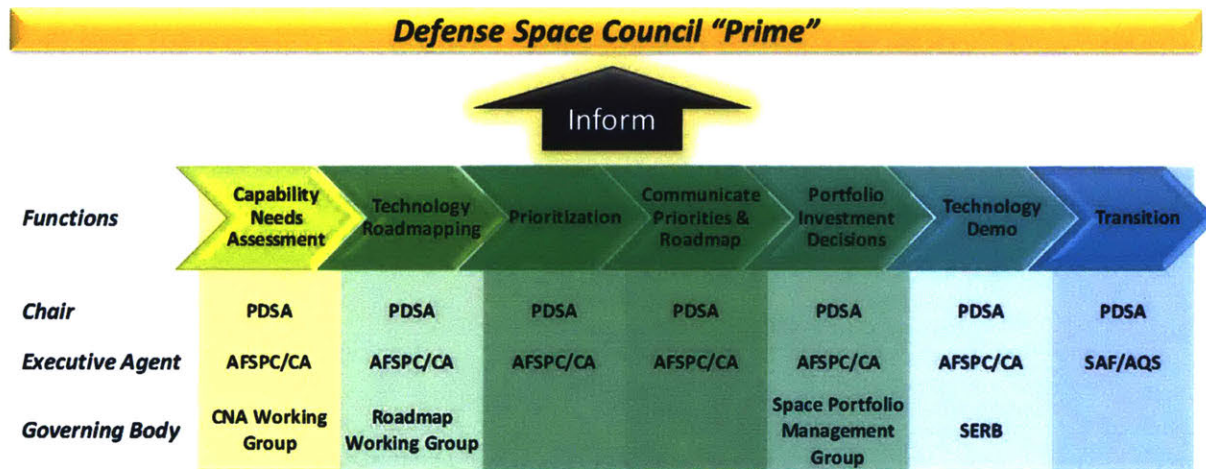 Defense Space Council "Prime"
Inform
Functions
Capability
Needs
Assessment
Technology
Roadmapping
Prioritization
Communicate
Priorities &
Roadmap
Portfolio
Investment
Decisions
Technology
Demo
Transition
Chair
PDSA
PDSA
PDSA
PDSA
PDSA
PDSA
PDSA
Executive Agent
AFSPC/CA
AFSPC/CA
AFSPC/CA
AFSPC/CA
AFSPC/CA
AFSPC/CA
SAF/AQS
Governing Body
CNA Working
Group
Roadmap
Working Group
Space Portfolio
Management
Group
SERB